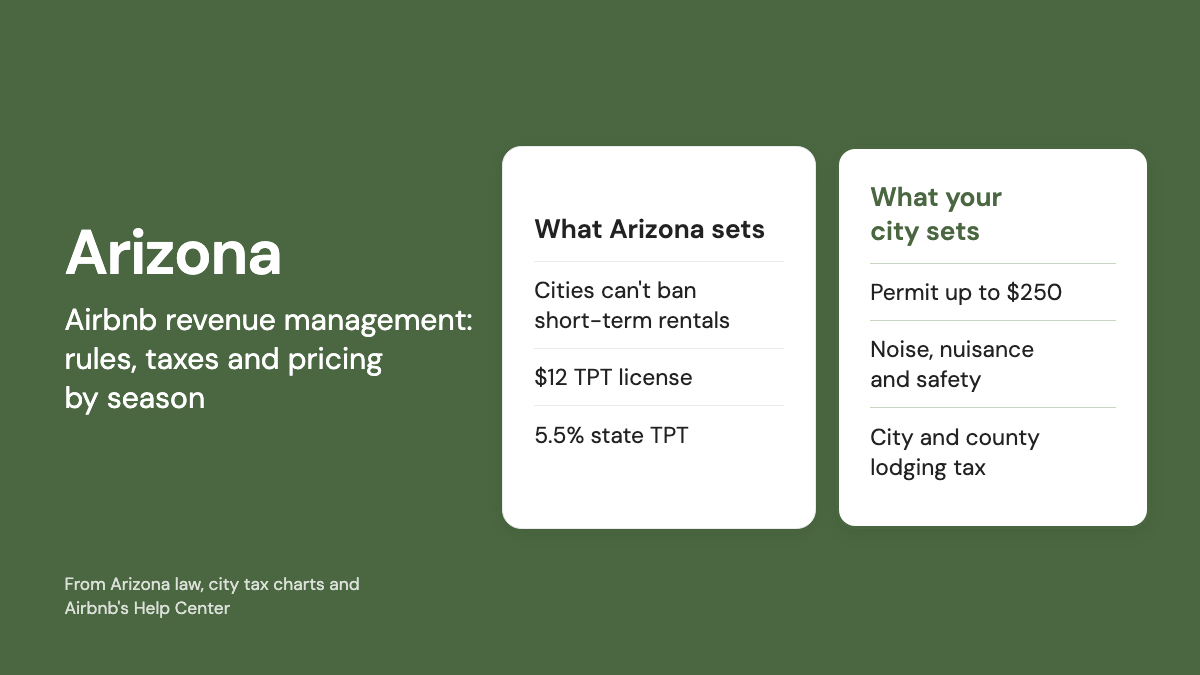 Arizona
Airbnb revenue management:
rules, taxes and pricing
by season
From Arizona law, city tax charts and
Airbnb's Help Center
What Arizona sets
Cities can't ban
short-term rentals
$12 TPT license
5.5% state TPT
What your
city sets
Permit up to $250
Noise, nuisance
and safety
City and county
lodging tax